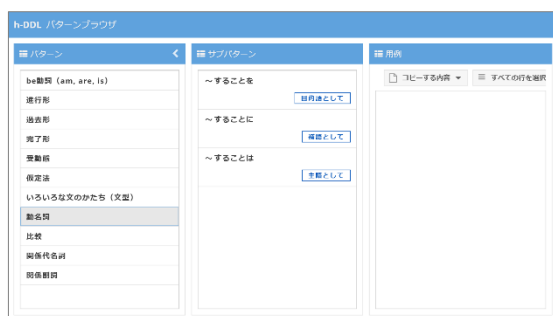 h-DDL パターンブラウザ
パターン
サブパターン
用例
be動詞 (am, are, is)
進行形
過去形
完了形
受動態
仮定法
いろいろな文のかたち（文型）
動名詞
比較
関係代名詞
関係副詞
～することを
目的語として
～することに
補語として
～することは
主語として
コピーする内容
すべての行を選択